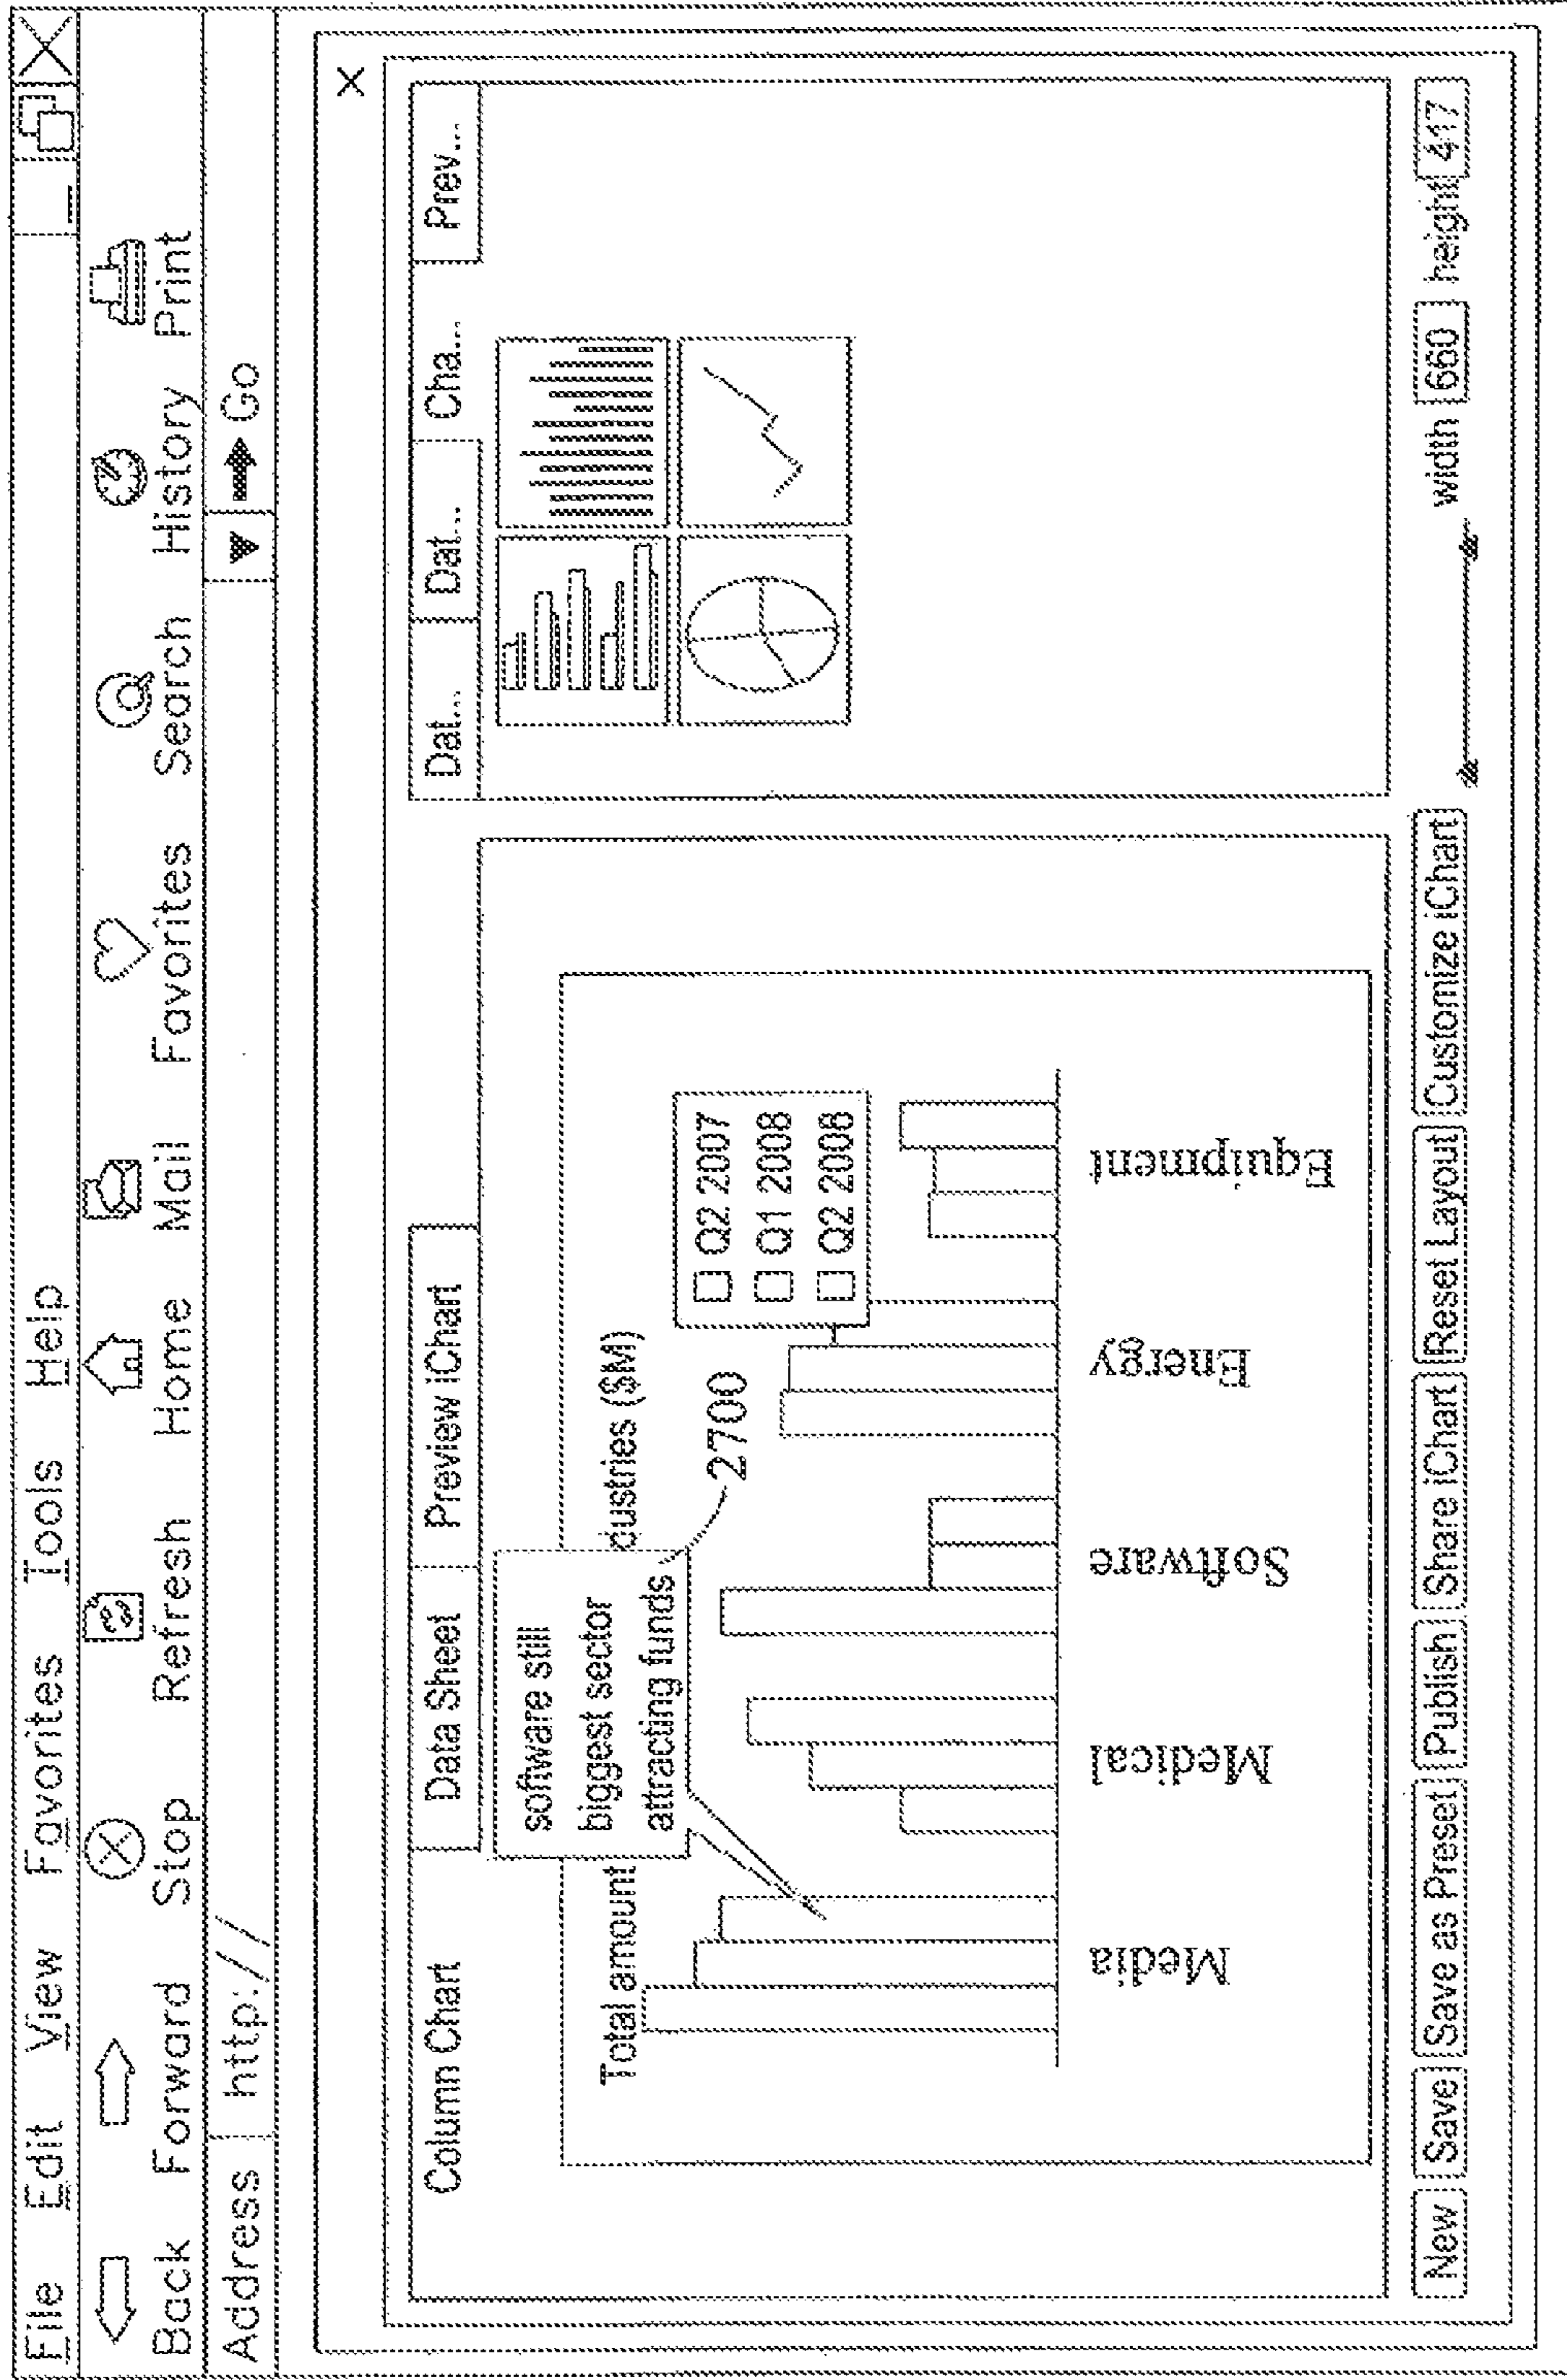 File Edit View Favorites Tools Help
Back Forward Stop Refresh Home Mail Favorites Search History Print
Address http:// Go
X
Column Chart Data Sheet Preview iChart
Dat... Dat... Cha... Prev...
software still
biggest sector
attracting funds
Total amount dustries ($M)
2700
Q2 2007
Q1 2008
Q2 2008
Media Medical Software Energy Equipment
New Save Save as Preset Publish Share iChart Reset Layout Customize iChart width 660 height 417